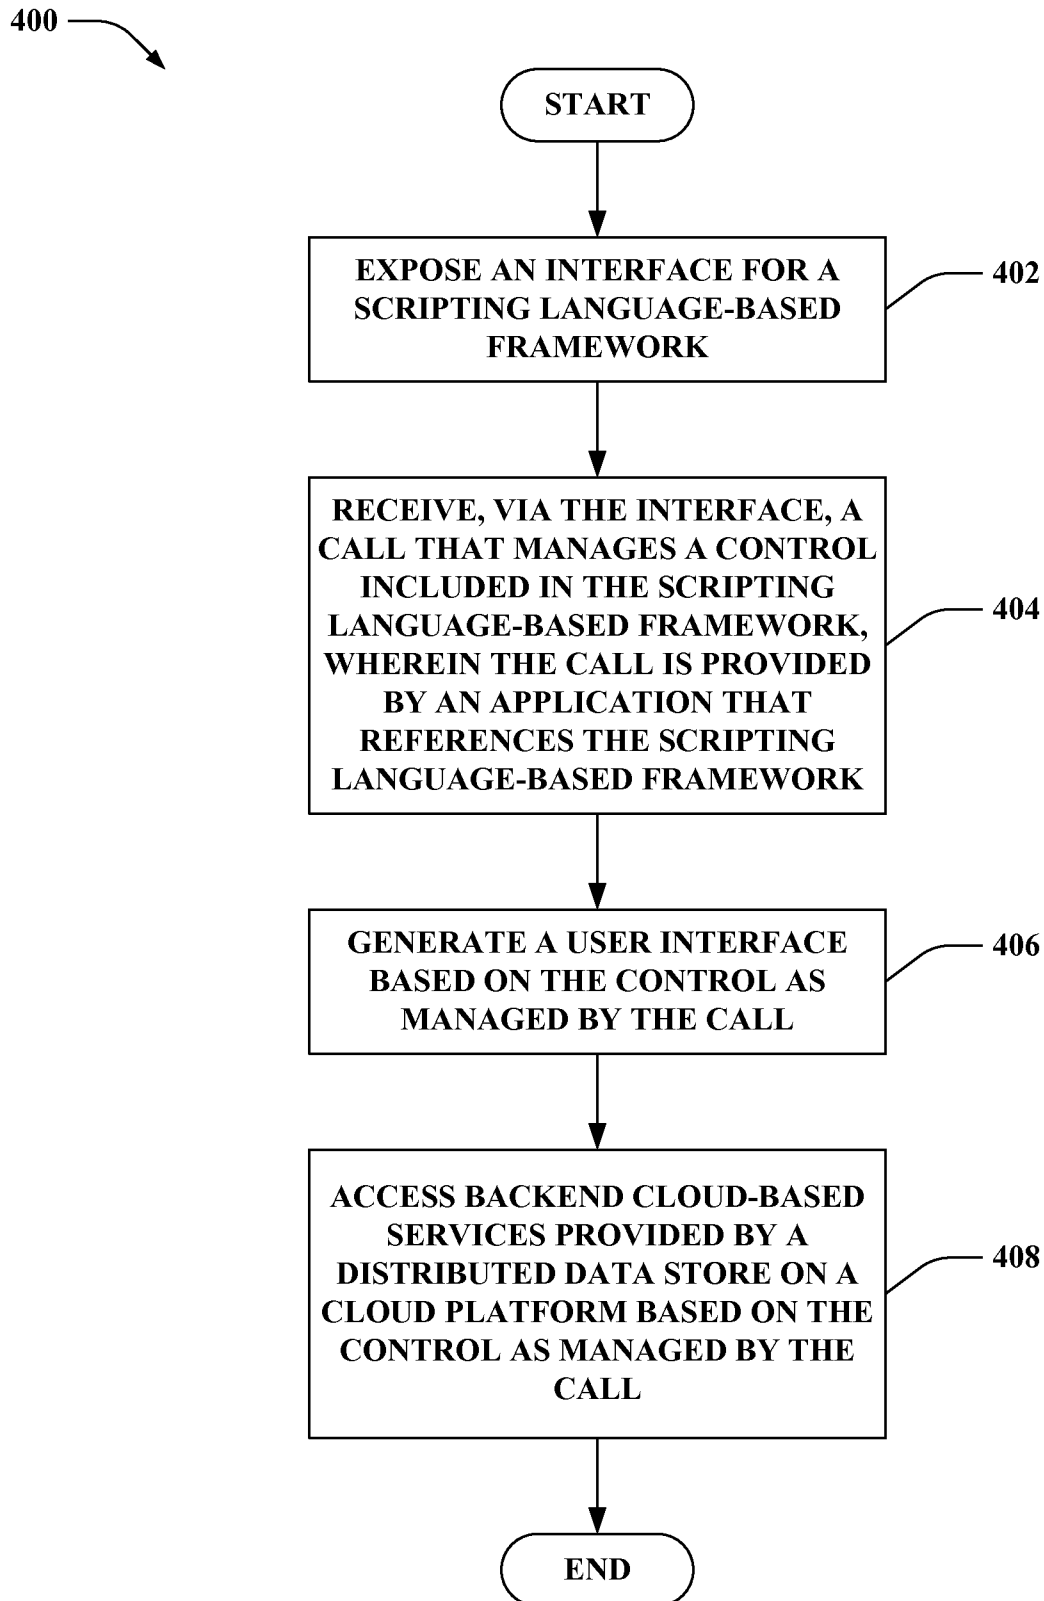 400
START
EXPOSE AN INTERFACE FOR A
SCRIPTING LANGUAGE-BASED
FRAMEWORK
402
RECEIVE, VIA THE INTERFACE, A
CALL THAT MANAGES A CONTROL
INCLUDED IN THE SCRIPTING
LANGUAGE-BASED FRAMEWORK,
WHEREIN THE CALL IS PROVIDED
BY AN APPLICATION THAT
REFERENCES THE SCRIPTING
LANGUAGE-BASED FRAMEWORK
404
GENERATE A USER INTERFACE
BASED ON THE CONTROL AS
MANAGED BY THE CALL
406
ACCESS BACKEND CLOUD-BASED
SERVICES PROVIDED BY A
DISTRIBUTED DATA STORE ON A
CLOUD PLATFORM BASED ON THE
CONTROL AS MANAGED BY THE
CALL
408
END